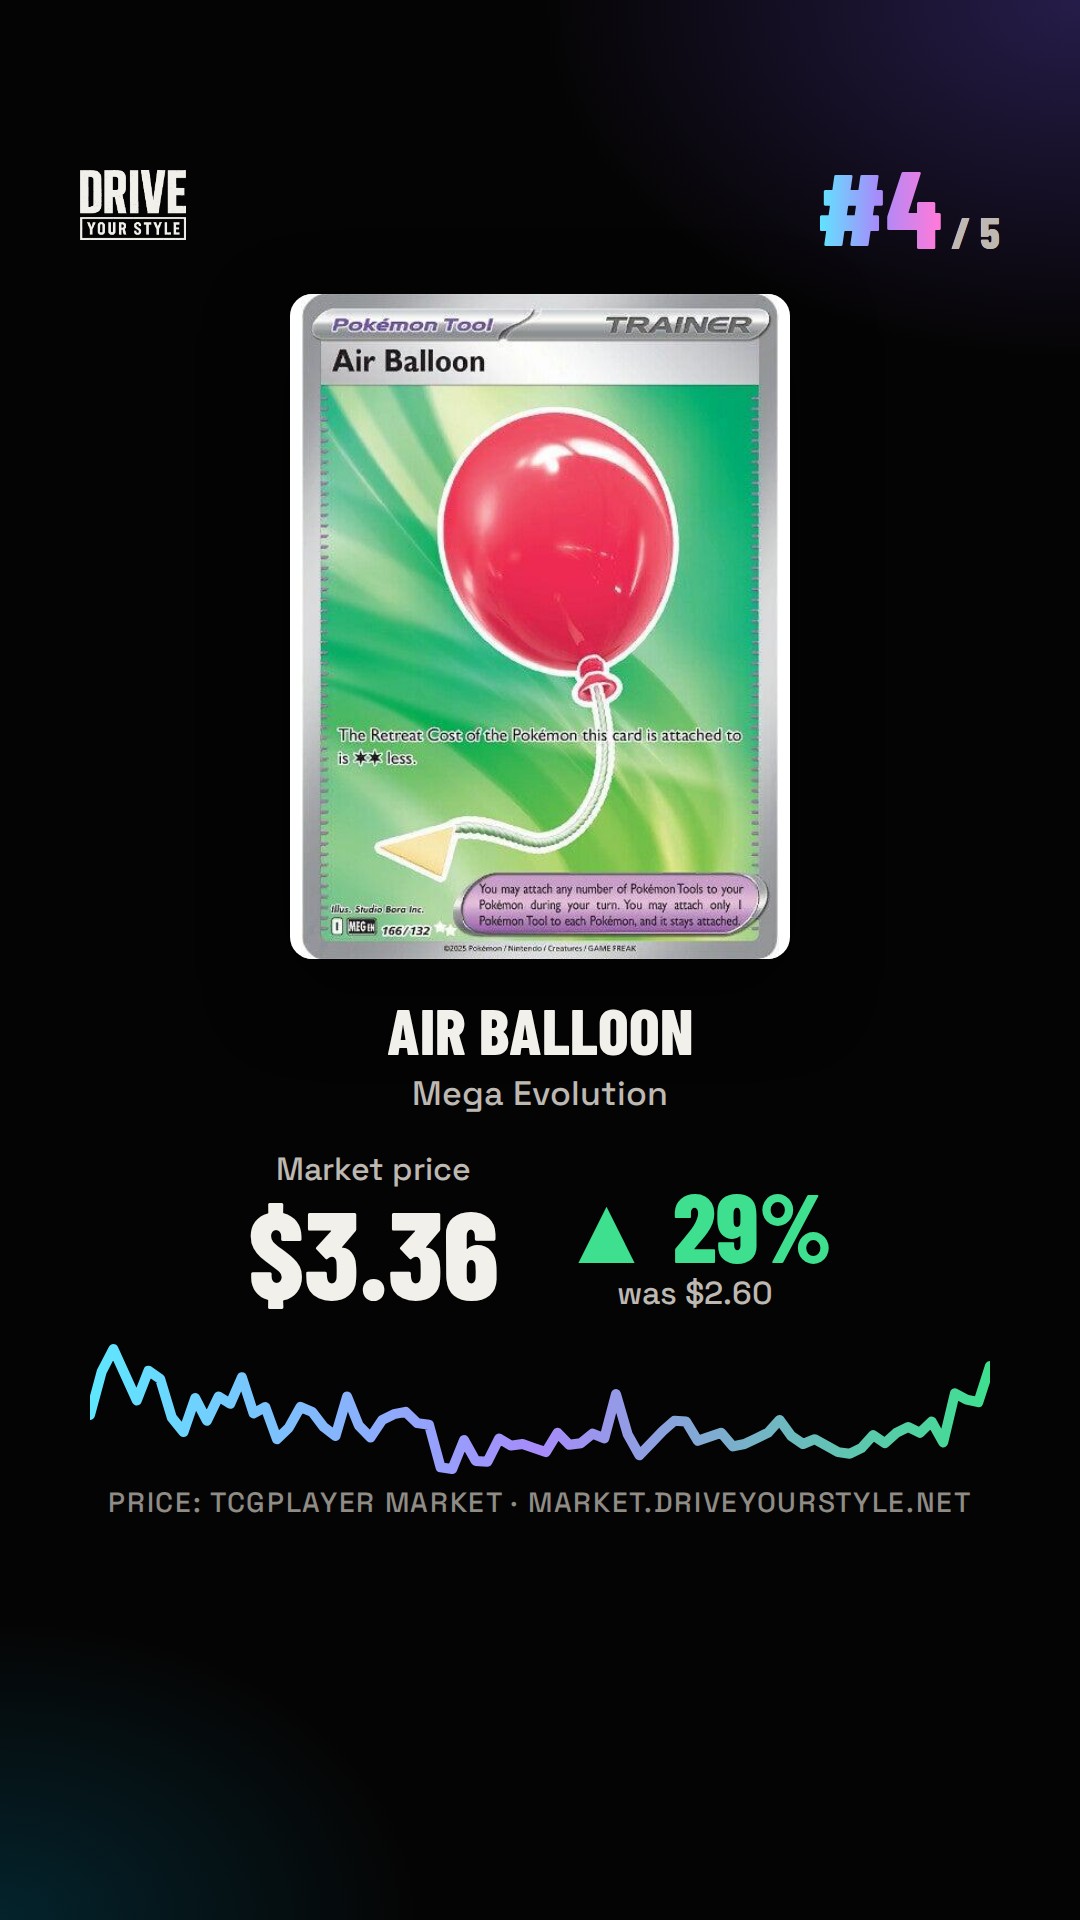 DRIVE
YOUR STYLE
#4 / 5
Pokémon Tool
TRAINER
Air Balloon
The Retreat Cost of the Pokémon this card is attached to
is ✶✶ less.
You may attach any number of Pokémon Tools to your
Pokémon during your turn. You may attach only 1
Pokémon Tool to each Pokémon, and it stays attached.
Illus. Studio Bora Inc.
I MEG EN 166/132 ★★
©2025 Pokémon / Nintendo / Creatures / GAME FREAK
AIR BALLOON
Mega Evolution
Market price
$3.36
▲ 29%
was $2.60
PRICE: TCGPLAYER MARKET · MARKET.DRIVEYOURSTYLE.NET